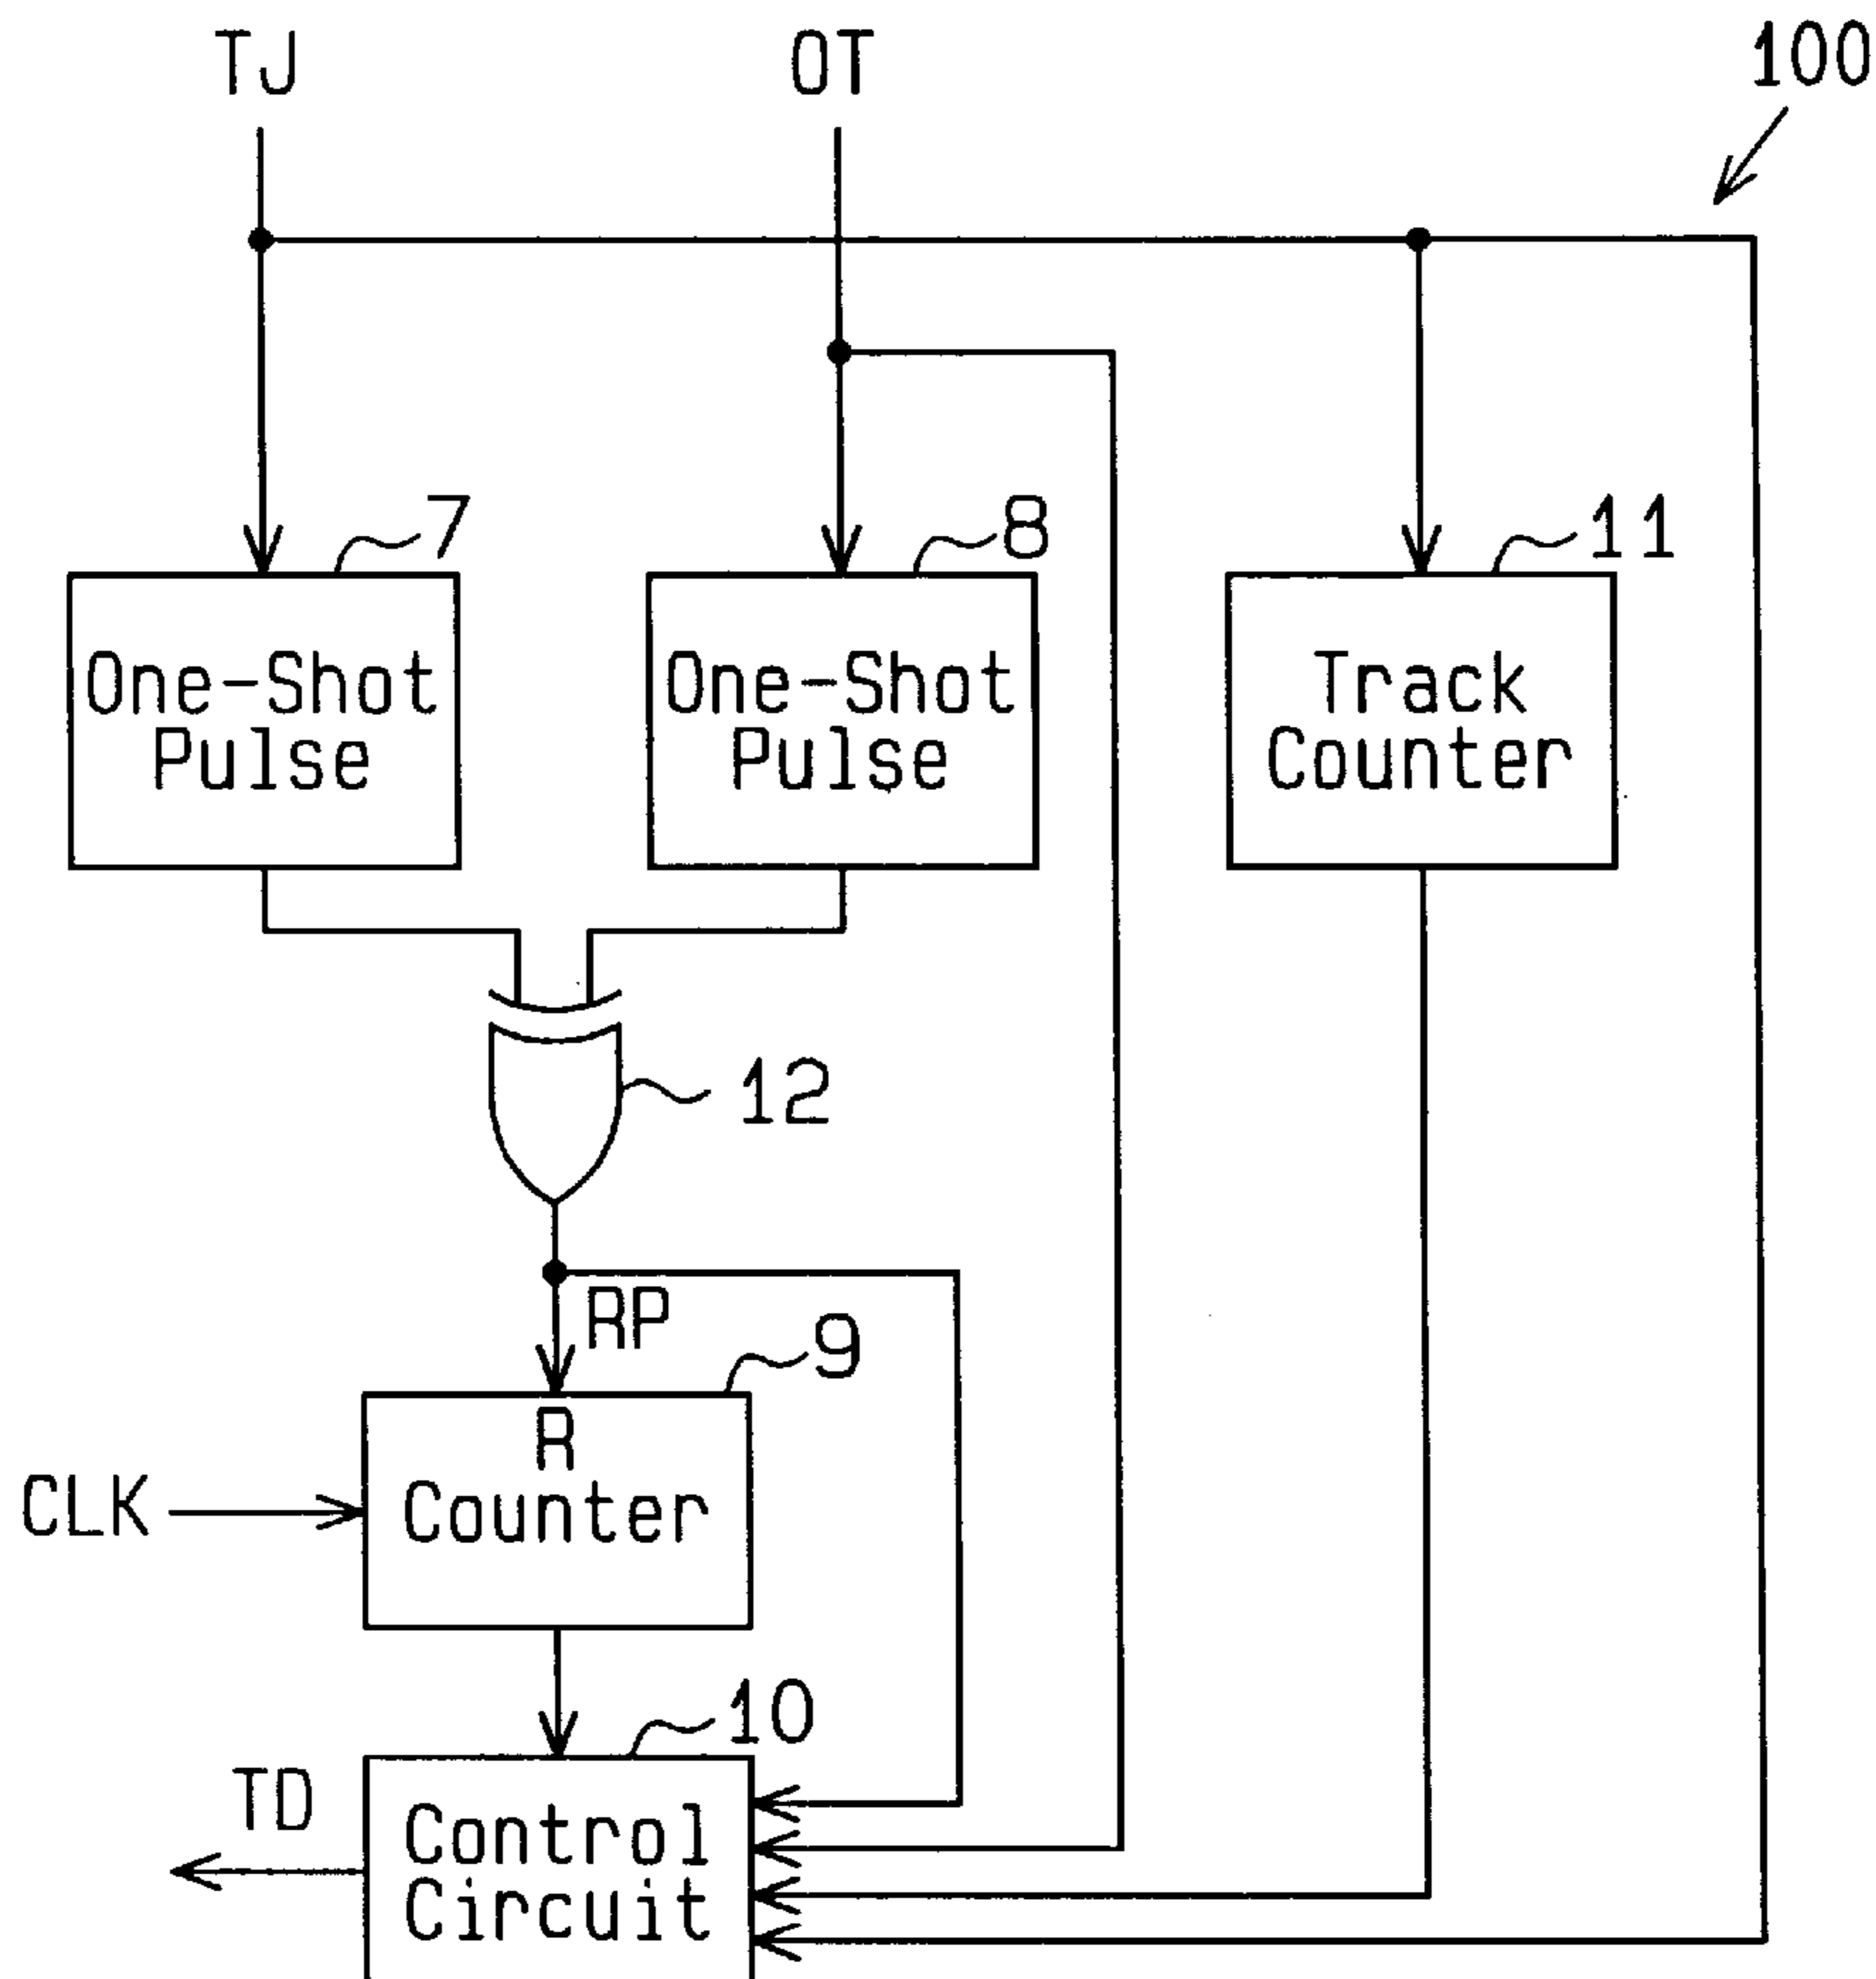 TJ
OT
100
7
8
11
One-Shot
Pulse
One-Shot
Pulse
Track
Counter
12
RP
9
R
CLK
Counter
10
TD
Control
Circuit